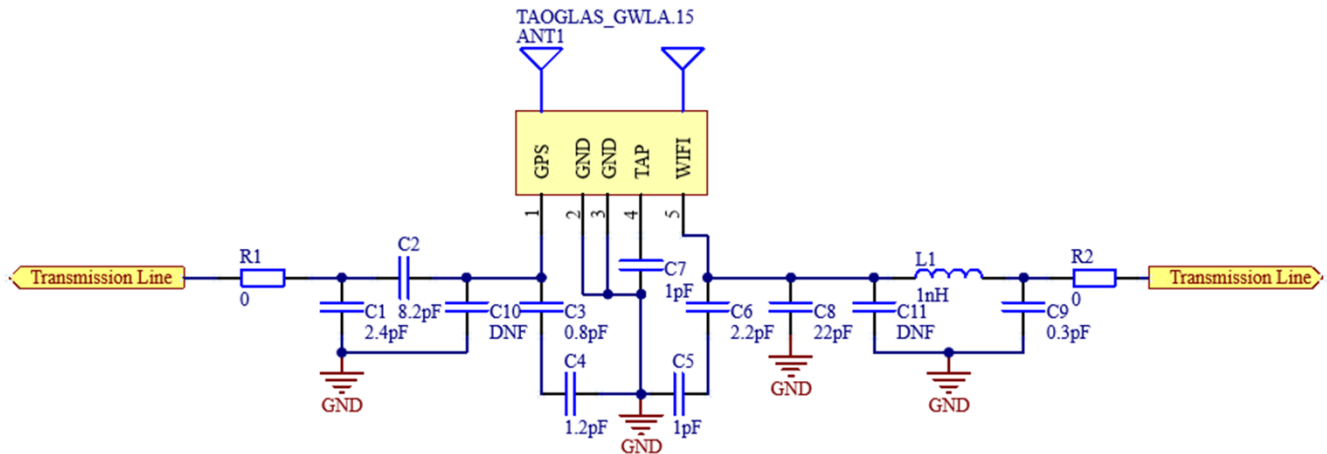 TAOGLAS_GWLA.15
ANT1
GPS
GND
GND
TAP
WIFI
1
2
3
4
5
Transmission Line
R1
0
C2
8.2pF
C1
2.4pF
C10
DNF
C3
0.8pF
C7
1pF
C6
2.2pF
C8
22pF
C11
DNF
L1
1nH
C9
0.3pF
R2
0
Transmission Line
C4
1.2pF
C5
1pF
GND
GND
GND
GND